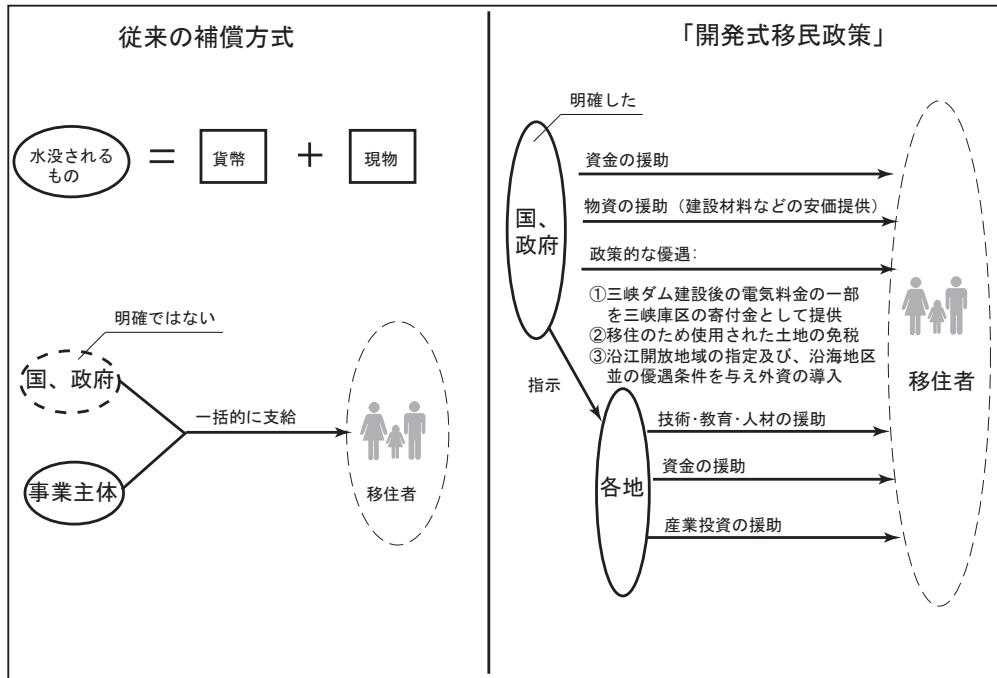 従来の補償方式
水没される
もの
=
貨幣
+
現物
明確ではない
国、政府
事業主体
一括的に支給
移住者
「開発式移民政策」
明確した
国、
政府
資金の援助
物資の援助（建設材料などの安価提供）
政策的な優遇：
①三峡ダム建設後の電気料金の一部
を三峡庫区の寄付金として提供
②移住のため使用された土地の免税
③沿江開放地域の指定及び、沿海地区
並の優遇条件を与え外資の導入
指示
各地
技術・教育・人材の援助
資金の援助
産業投資の援助
移住者